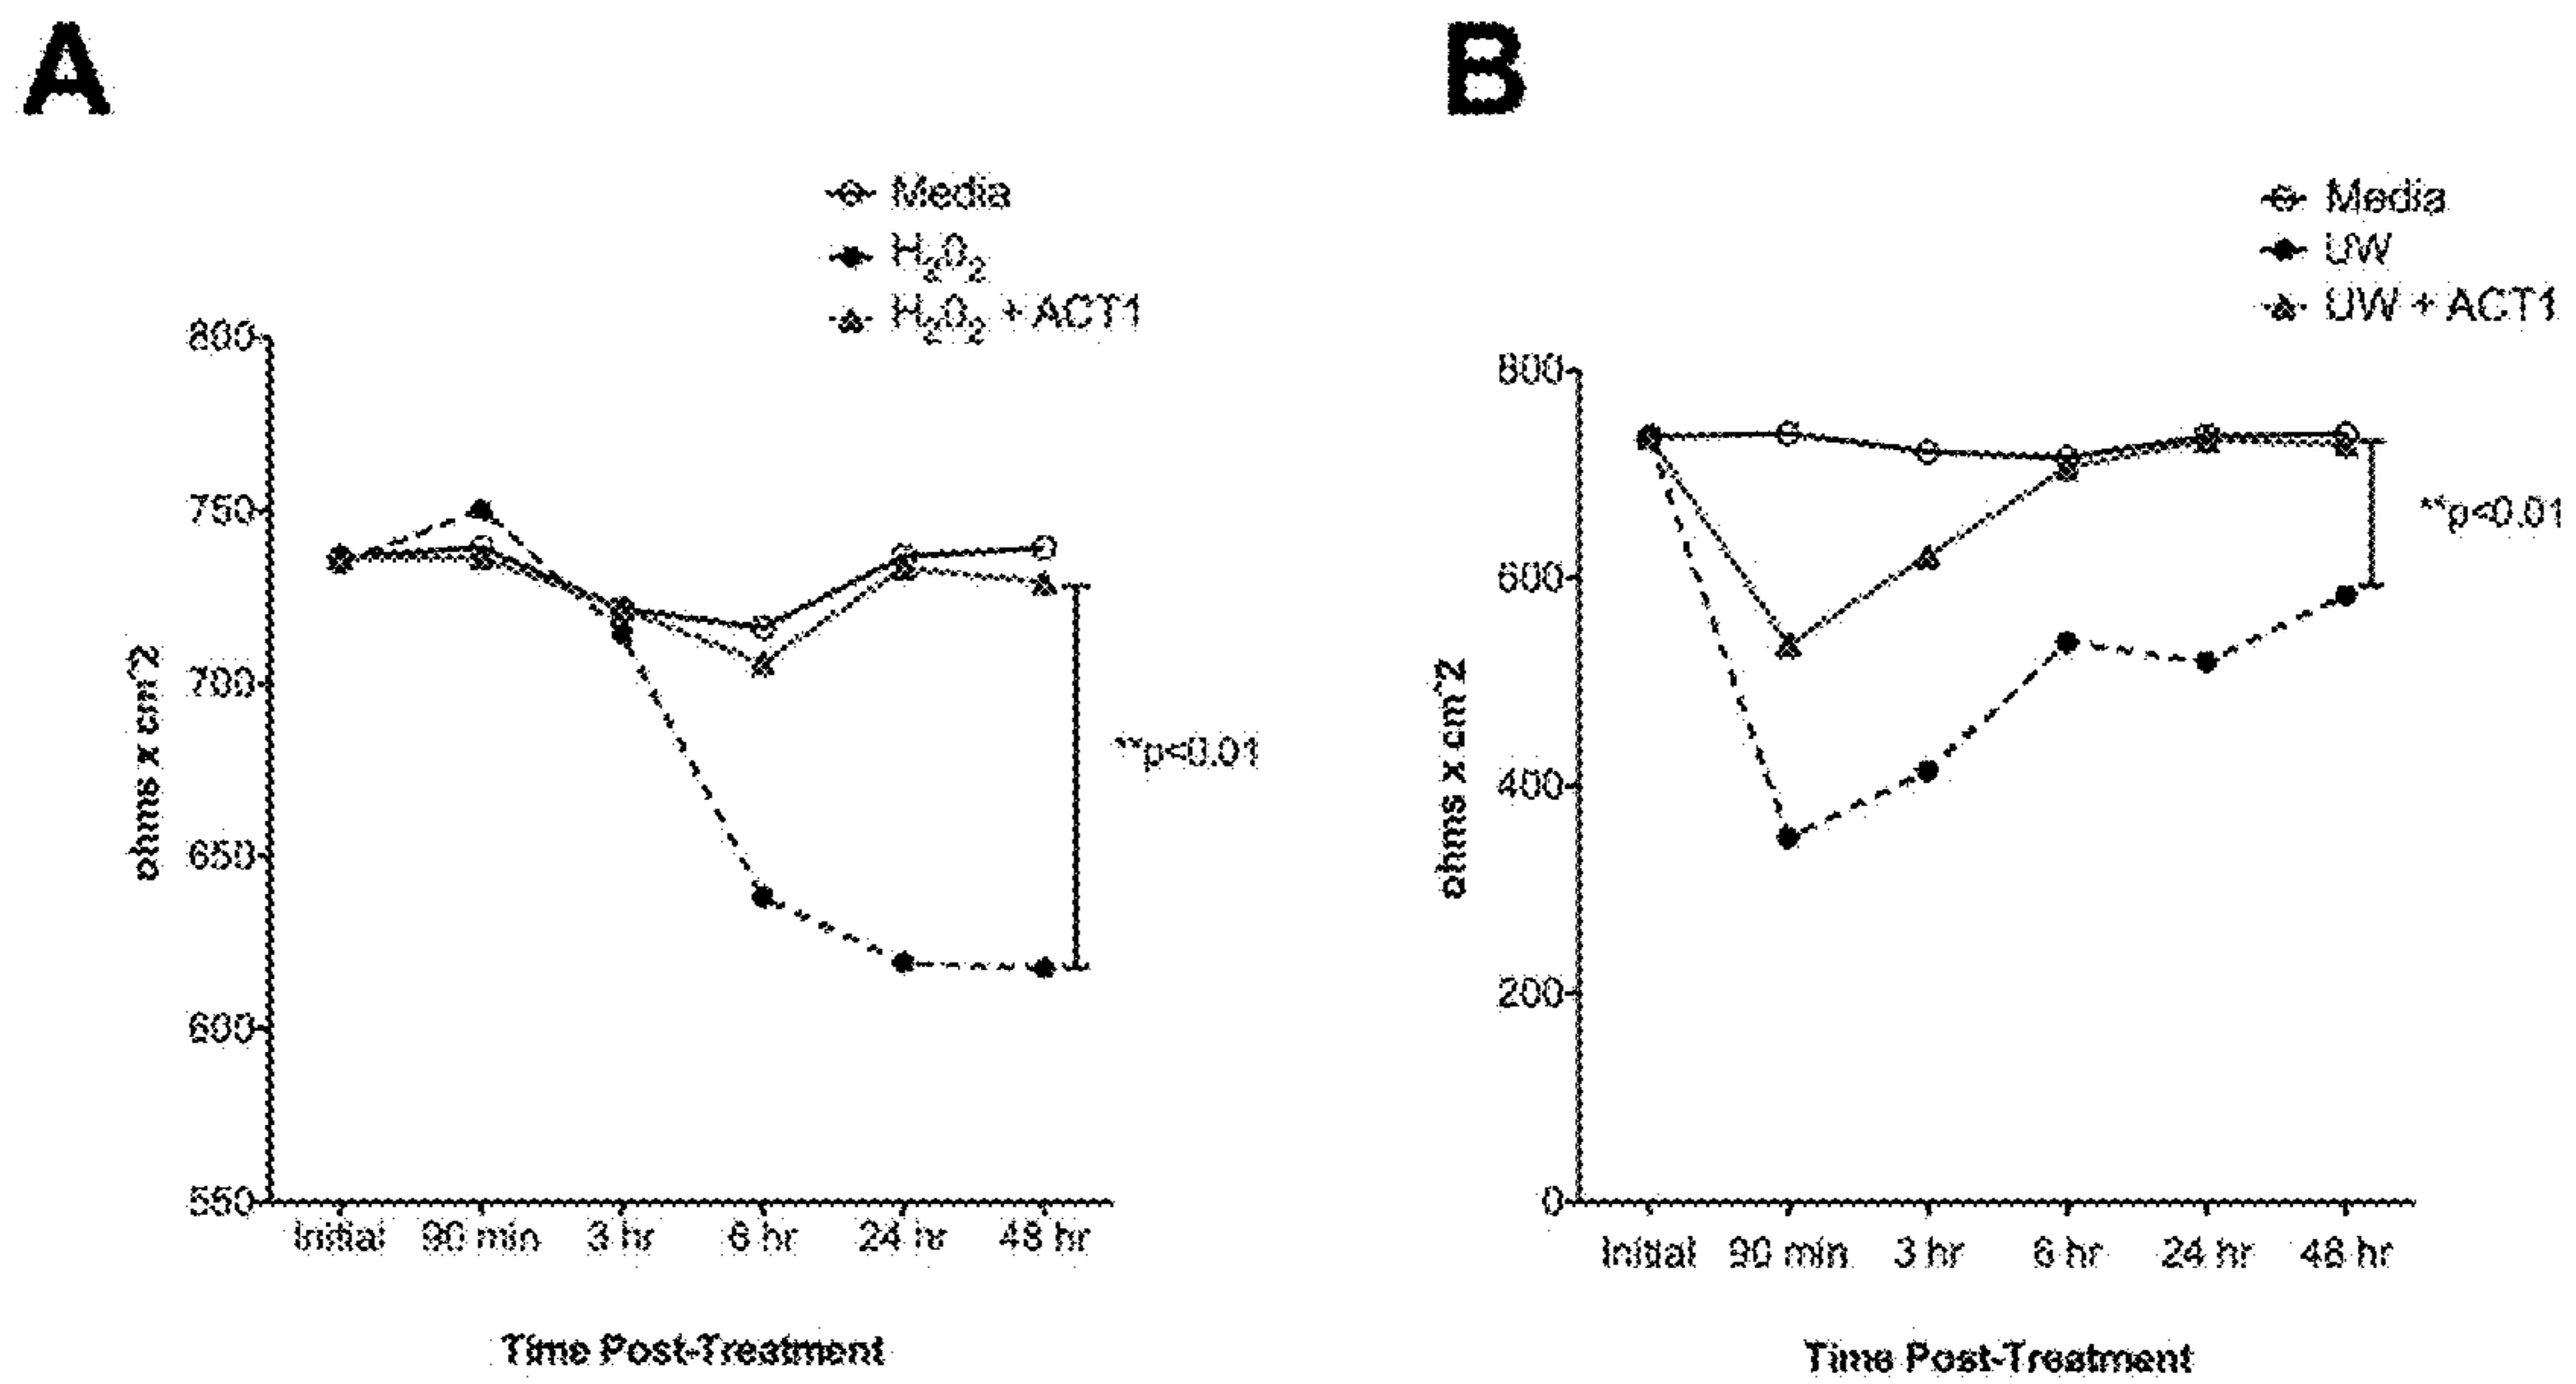 A
B
Media
H₂0₂
H₂0₂ + ACT1
800
750
700
650
600
550
ohms x cm^2
**p<0.01
Initial 90 min 3 hr 6 hr 24 hr 48 hr
Time Post-Treatment
Media
UW
UW + ACT1
800
600
400
200
0
ohms x cm^2
**p<0.01
Initial 90 min 3 hr 6 hr 24 hr 48 hr
Time Post-Treatment